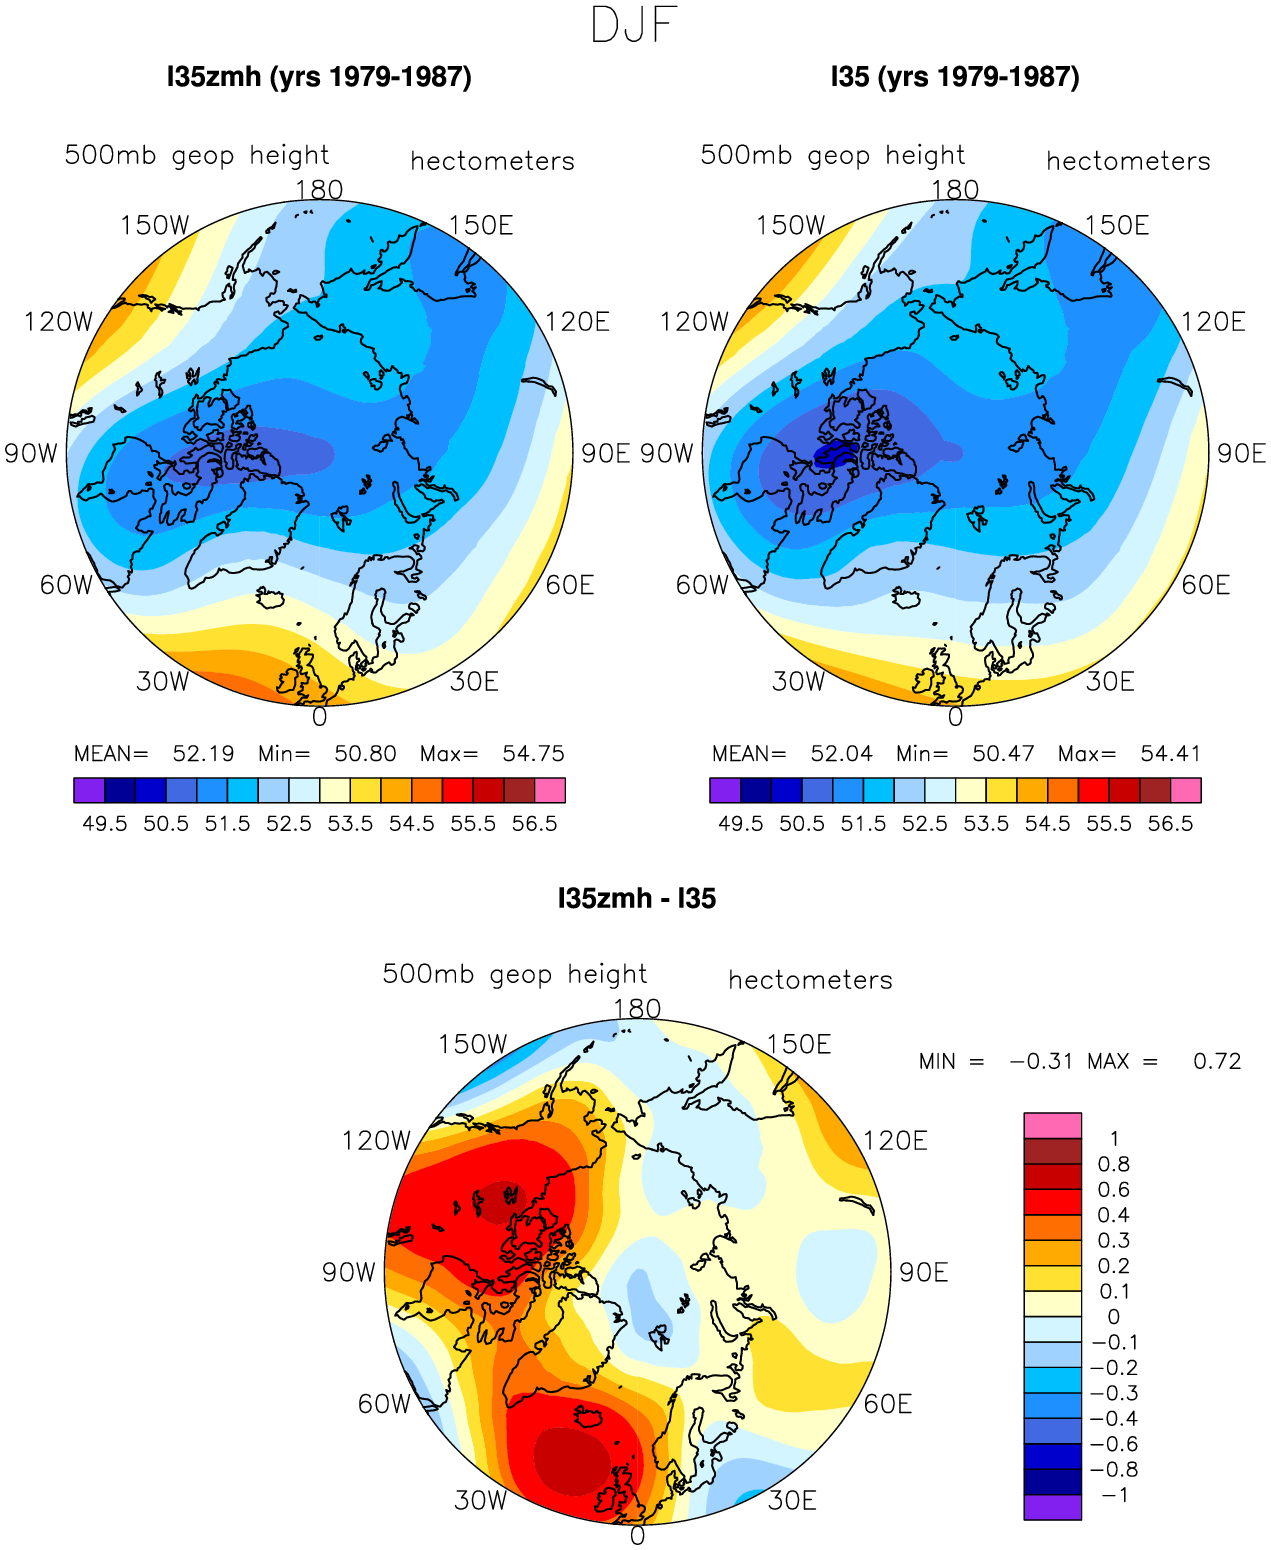 DJF
I35zmh (yrs 1979-1987)
I35 (yrs 1979-1987)
500mb geop height hectometers
500mb geop height hectometers
180
180
150W 150E
150W 150E
120W 120E
120W 120E
90W 90E
90W 90E
60W 60E
60W 60E
30W 30E
30W 30E
0
0
MEAN= 52.19 Min= 50.80 Max= 54.75
MEAN= 52.04 Min= 50.47 Max= 54.41
49.5 50.5 51.5 52.5 53.5 54.5 55.5 56.5
49.5 50.5 51.5 52.5 53.5 54.5 55.5 56.5
I35zmh - I35
500mb geop height hectometers
180
150W 150E
MIN = -0.31 MAX = 0.72
120W 120E
90W 90E
60W 60E
30W 30E
0
1
0.8
0.6
0.4
0.3
0.2
0.1
0
-0.1
-0.2
-0.3
-0.4
-0.6
-0.8
-1